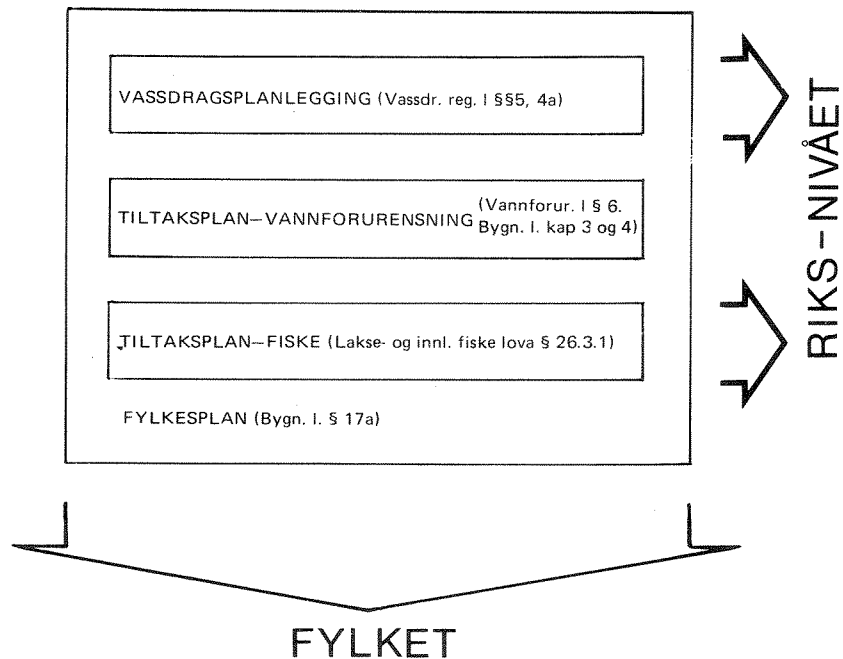 VASSDRAGSPLANLEGGING (Vassdr. reg. l §§5, 4a)
TILTAKSPLAN–VANNFORURENSNING (Vannforur. l § 6.
Bygn. l. kap 3 og 4)
TILTAKSPLAN–FISKE (Lakse- og innl. fiske lova § 26.3.1)
FYLKESPLAN (Bygn. l. § 17a)
RIKS-NIVÅET
FYLKET